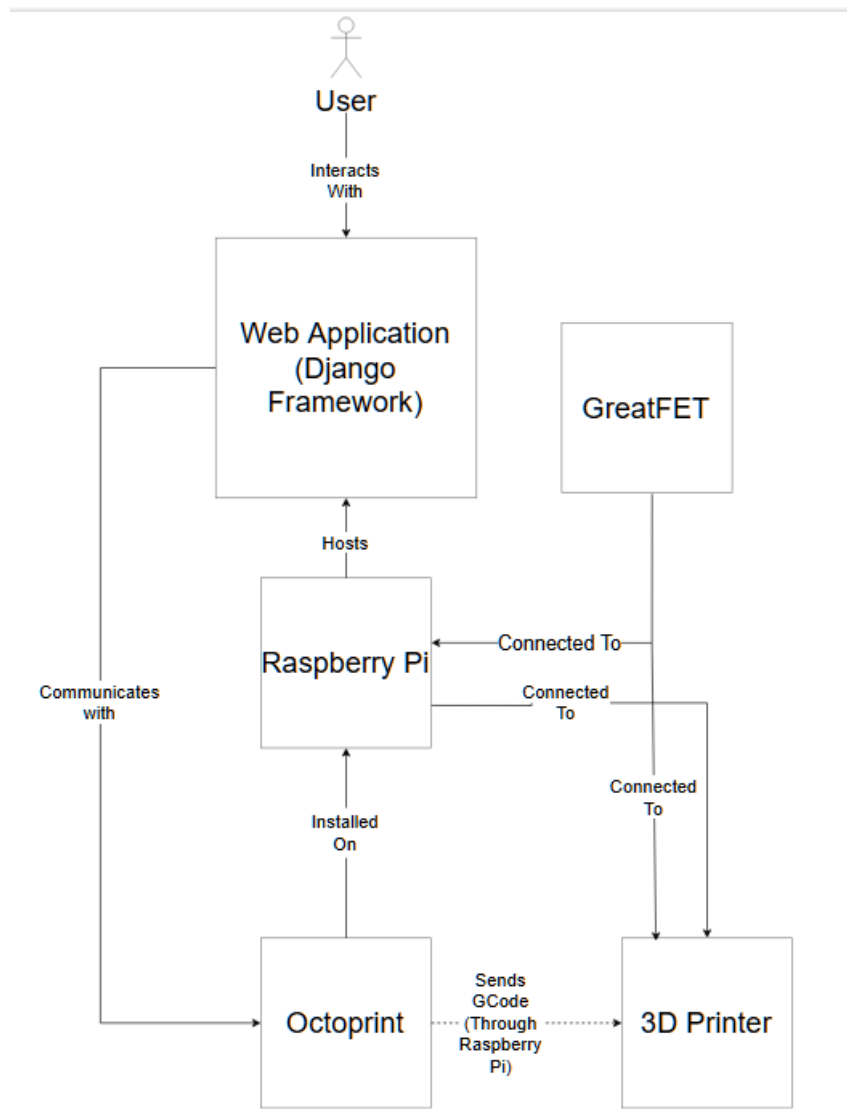 User
Interacts
With
Web Application
(Django
Framework)
GreatFET
Hosts
Connected To
Raspberry Pi
Connected
To
Communicates
with
Connected
To
Installed
On
Sends
GCode
(Through
Raspberry
Pi)
Octoprint
3D Printer